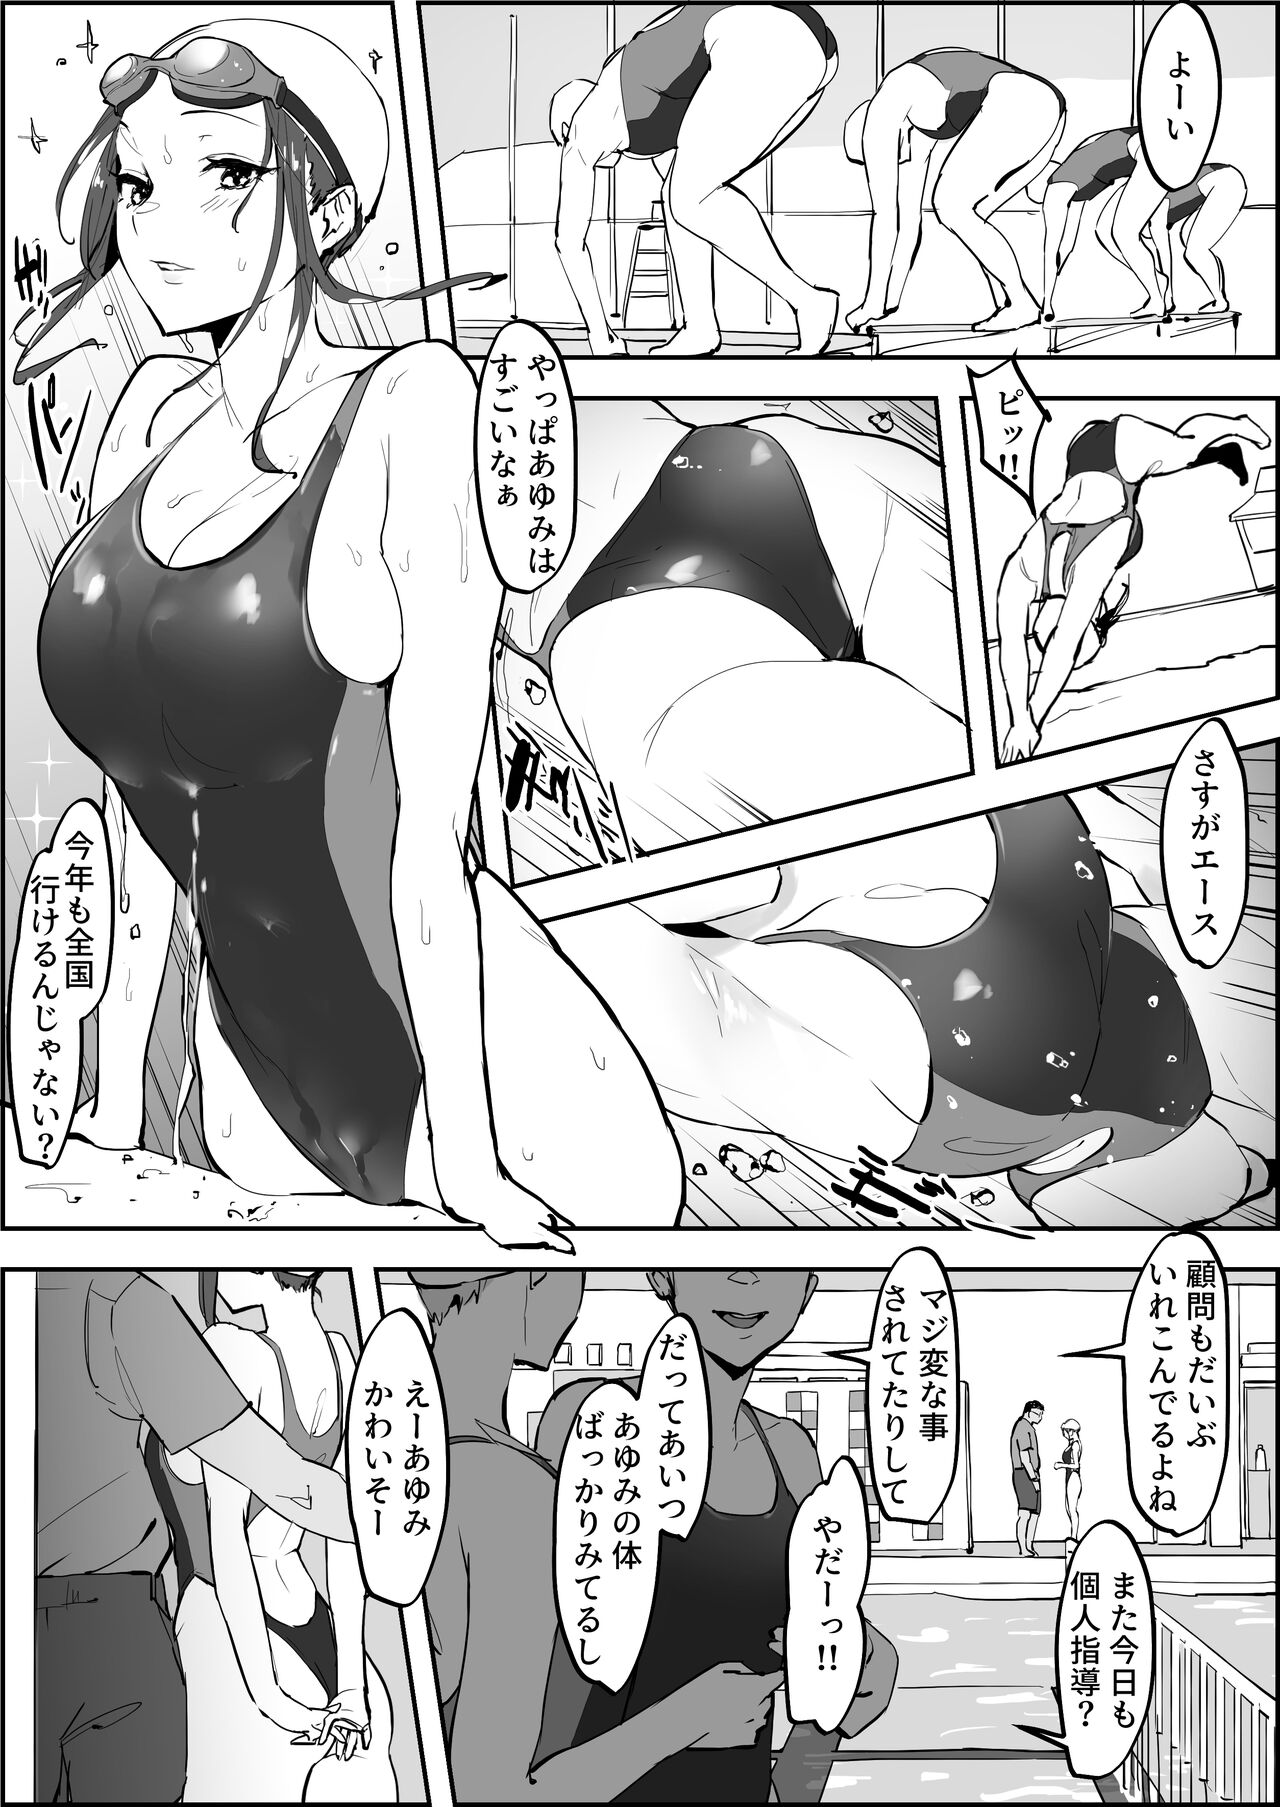 よーい
ピッ!!
やっぱあゆみは
すごいなぁ
さすがエース
今年も全国
行けるんじゃない?
顧問もだいぶ
いれこんでるよね
また今日も
個人指導?
マジ変な事
されてたりして
やだーっ!!
だってあいつ
あゆみの体
ばっかりみてるし
えーあゆみ
かわいそー